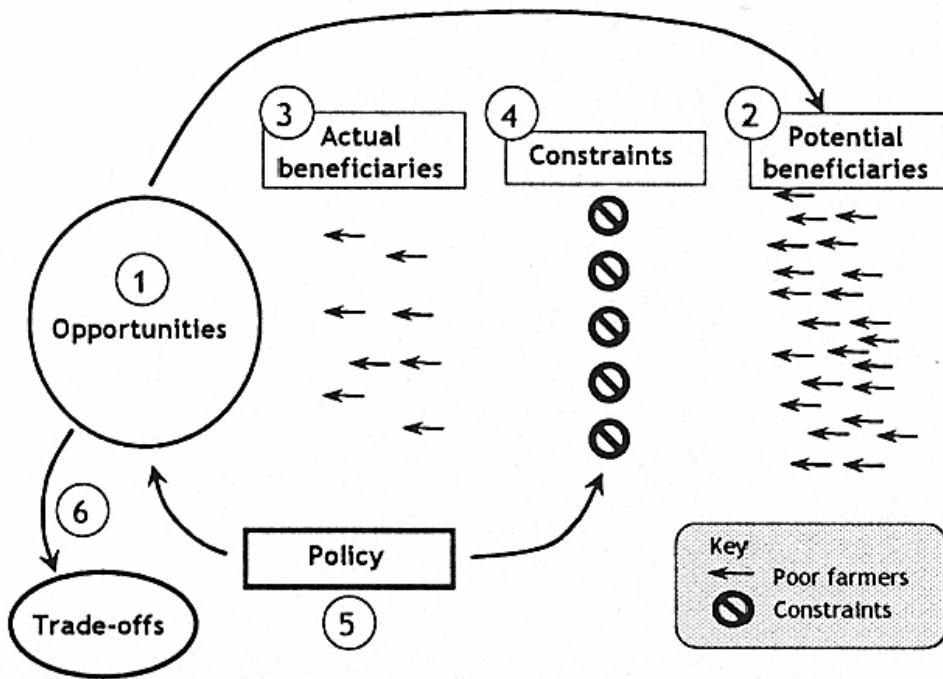 3
Actual
beneficiaries
4
Constraints
2
Potential
beneficiaries
1
Opportunities
6
Trade-offs
Policy
5
Key
Poor farmers
Constraints